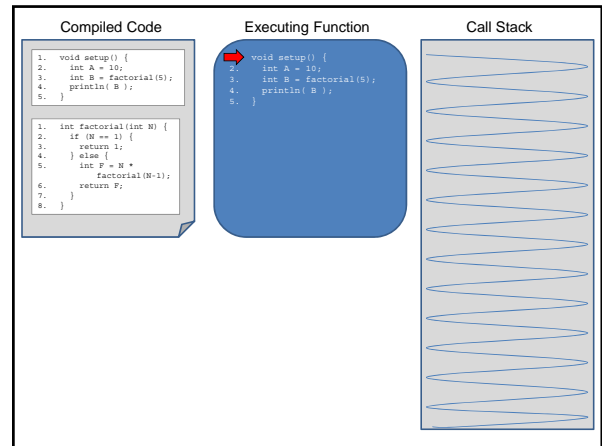 Compiled Code
1. void setup() {
2. int A = 10;
3. int B = factorial(5);
4. println( B );
5. }
1. int factorial(int N) {
2. if (N == 1) {
3. return 1;
4. } else {
5. int F = N *
factorial(N-1);
6. return F;
7. }
8. }
Executing Function
void setup() {
2. int A = 10;
3. int B = factorial(5);
4. println( B );
5. }
Call Stack